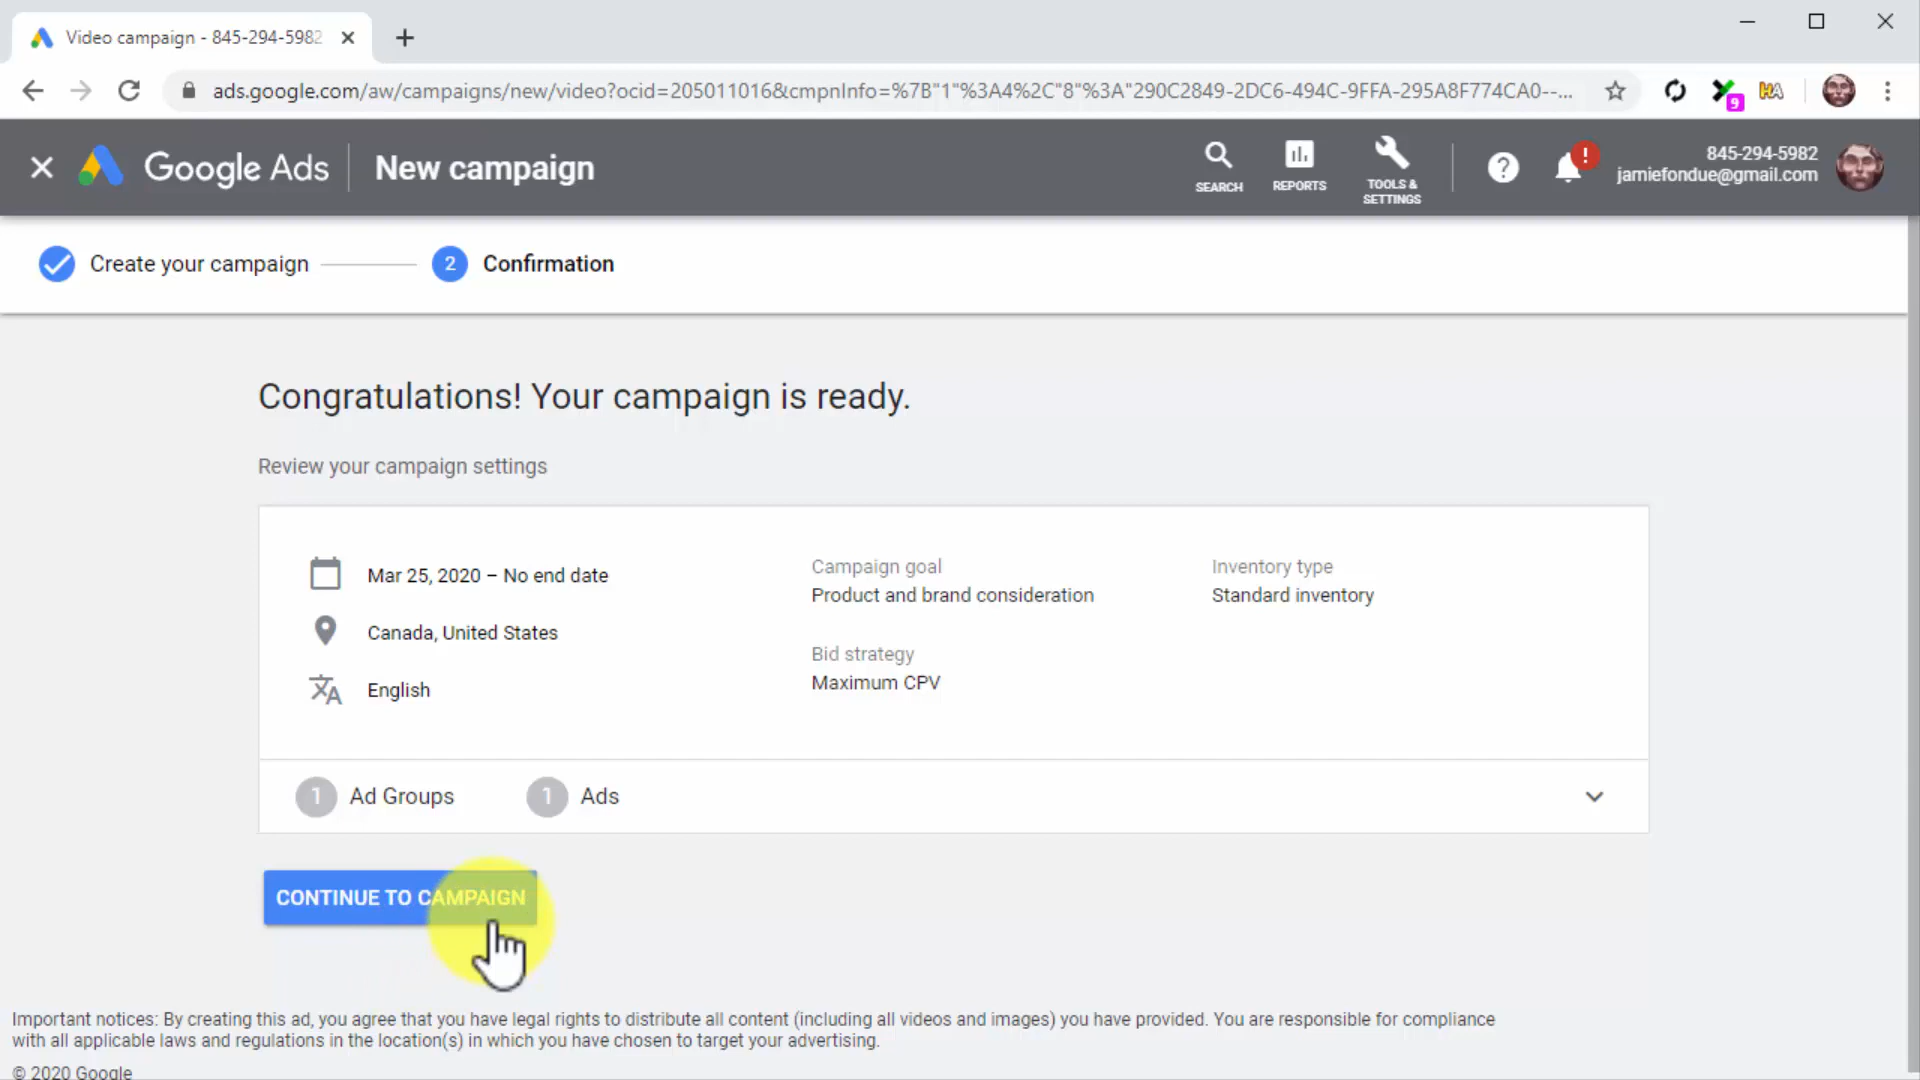 Video campaign - 845-294-5982
ads.google.com/aw/campaigns/new/video?ocid=205011016&cmpnInfo=%7B"1"%3A4%2C"8"%3A"290C2849-2DC6-494C-9FFA-295A8F774CA0--...
9
HA
Google Ads
New campaign
SEARCH
REPORTS
TOOLS &
SETTINGS
?
!
845-294-5982
jamiefondue@gmail.com
Create your campaign
2
Confirmation
Congratulations! Your campaign is ready.
Review your campaign settings
Mar 25, 2020 – No end date
Canada, United States
English
Campaign goal
Product and brand consideration
Bid strategy
Maximum CPV
Inventory type
Standard inventory
1 Ad Groups
1 Ads
CONTINUE TO CAMPAIGN
Important notices: By creating this ad, you agree that you have legal rights to distribute all content (including all videos and images) you have provided. You are responsible for compliance
with all applicable laws and regulations in the location(s) in which you have chosen to target your advertising.
© 2020 Google